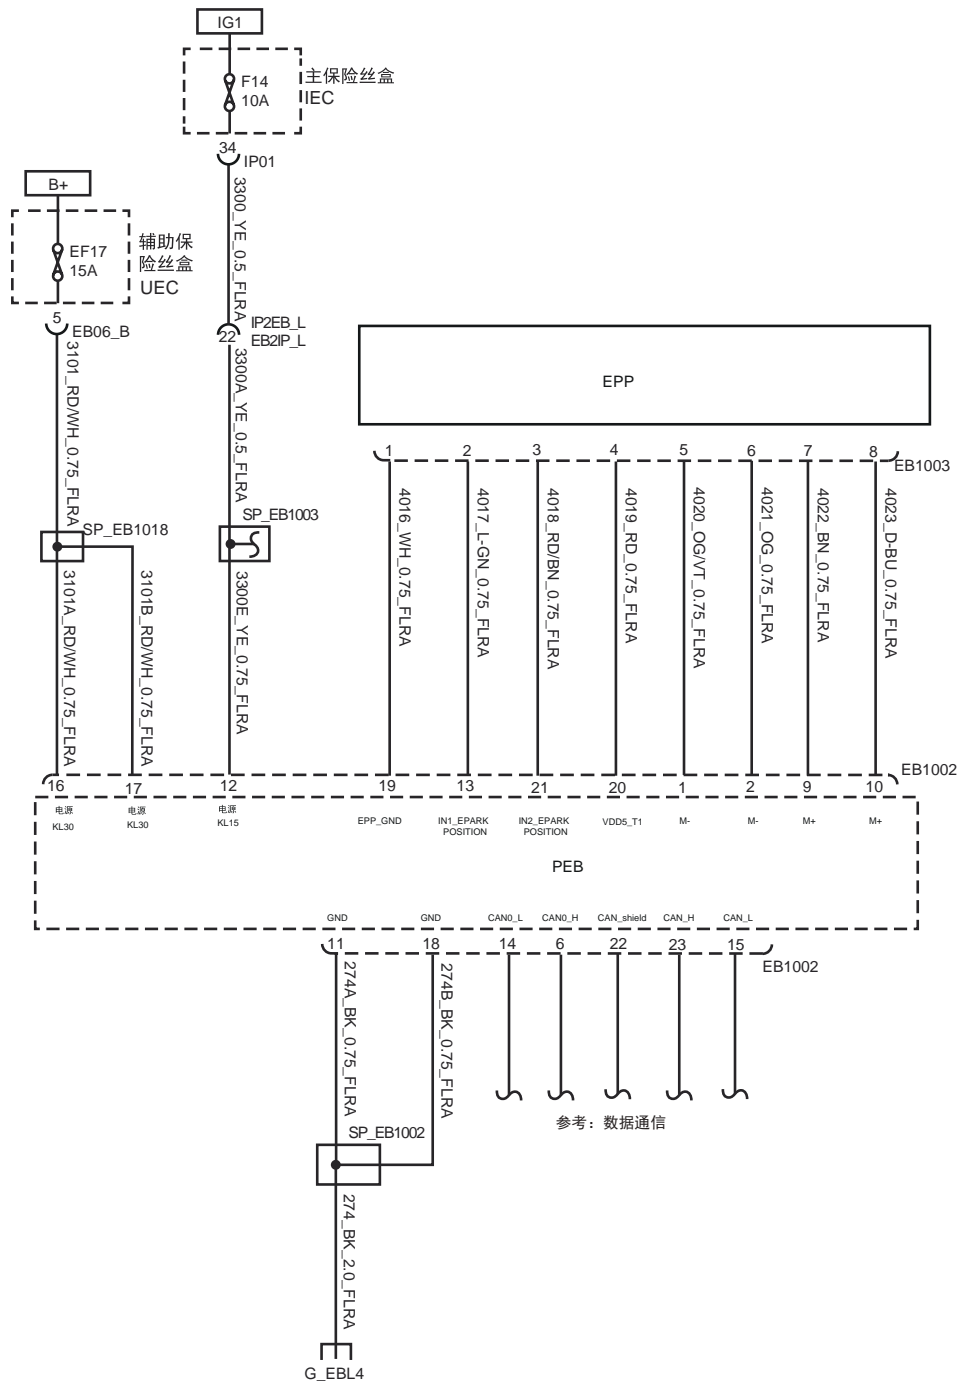 IG1
F14
10A
主保险丝盒
IEC
34
IP01
B+
EF17
15A
辅助保
险丝盒
UEC
5
EB06_B
3300_YE_0.5_FLRA
IP2EB_L
22
EB2IP_L
3101_RD/WH_0.75_FLRA
3300A_YE_0.5_FLRA
EPP
1
2
3
4
5
6
7
8
EB1003
SP_EB1018
SP_EB1003
4016_WH_0.75_FLRA
4017_L-GN_0.75_FLRA
4018_RD/BN_0.75_FLRA
4019_RD_0.75_FLRA
4020_OG/VT_0.75_FLRA
4021_OG_0.75_FLRA
4022_BN_0.75_FLRA
4023_D-BU_0.75_FLRA
3101A_RD/WH_0.75_FLRA
3101B_RD/WH_0.75_FLRA
3300E_YE_0.75_FLRA
EB1002
16
17
12
19
13
21
20
1
2
9
10
电源
KL30
电源
KL30
电源
KL15
EPP_GND
IN1_EPARK
POSITION
IN2_EPARK
POSITION
VDD5_T1
M-
M-
M+
M+
PEB
GND
GND
CAN0_L
CAN0_H
CAN_shield
CAN_H
CAN_L
11
18
14
6
22
23
15
EB1002
274A_BK_0.75_FLRA
274B_BK_0.75_FLRA
参考：数据通信
SP_EB1002
274_BK_2.0_FLRA
G_EBL4